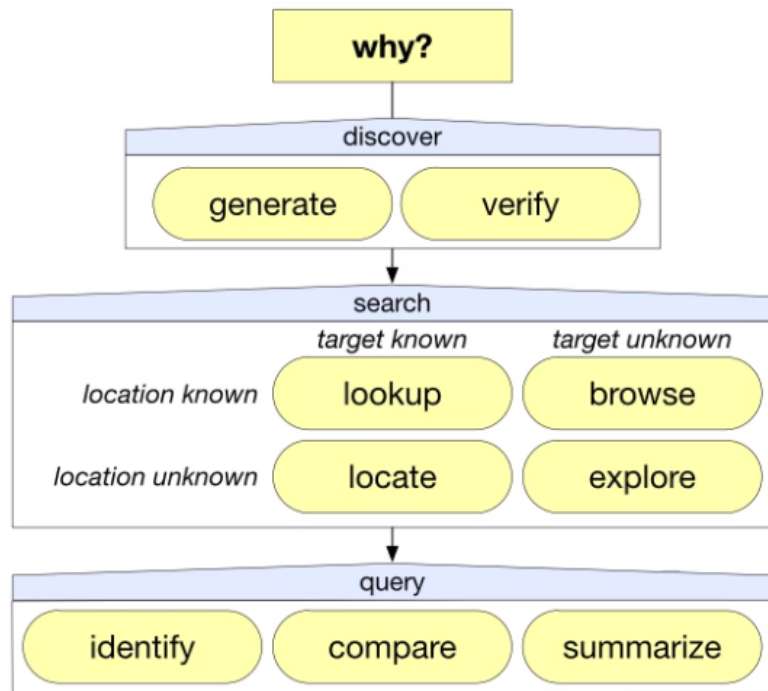 why?
discover
generate verify
search
target known target unknown
location known lookup browse
location unknown locate explore
query
identify compare summarize